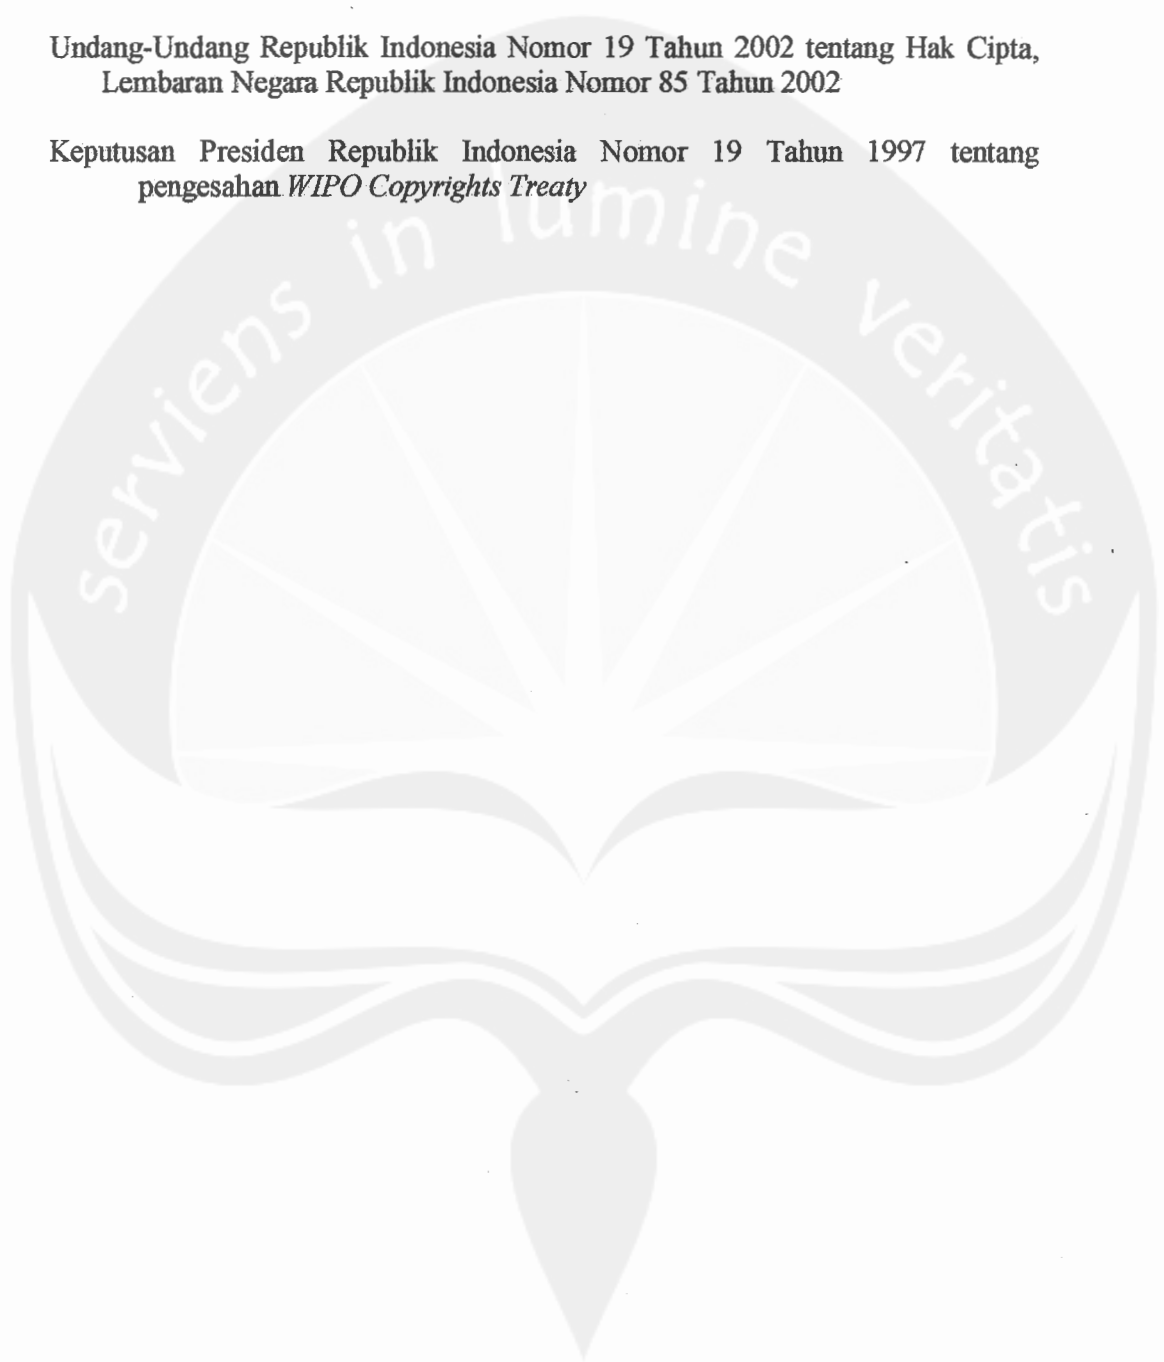 Undang-Undang Republik Indonesia Nomor 19 Tahun 2002 tentang Hak Cipta,
Lembaran Negara Republik Indonesia Nomor 85 Tahun 2002
Keputusan Presiden Republik Indonesia Nomor 19 Tahun 1997 tentang
pengesahan WIPO Copyrights Treaty
serviens in lumine veritatis